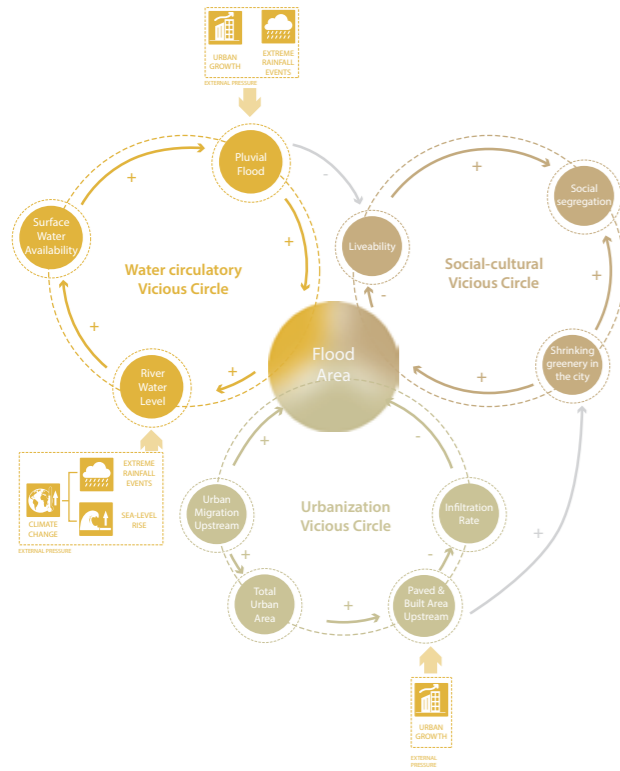 URBAN
GROWTH
EXTREME
RAINFALL
EVENTS
EXTERNAL PRESSURE
Pluvial
Flood
+
-
+
Social
segregation
+
Surface
Water
Availability
Liveability
Water circulatory
Vicious Circle
Social-cultural
Vicious Circle
+
+
-
+
Flood
Area
Shrinking
greenery in
the city
River
Water
Level
+
+
+
-
EXTREME
RAINFALL
EVENTS
CLIMATE
CHANGE
SEA-LEVEL
RISE
EXTERNAL PRESSURE
Urban
Migration
Upstream
Urbanization
Vicious Circle
Infiltration
Rate
+
+
-
Total
Urban
Area
+
Paved &
Built Area
Upstream
URBAN
GROWTH
EXTERNAL
PRESSURE